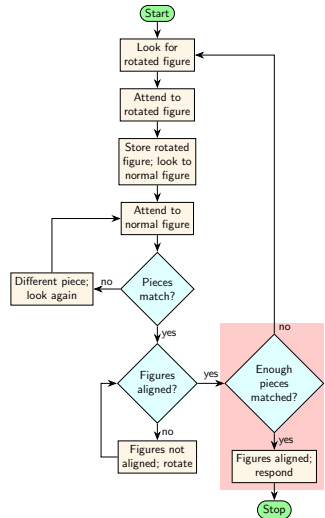 Start
Look for
rotated figure
Attend to
rotated figure
Store rotated
figure; look to
normal figure
Attend to
normal figure
Different piece;
look again
no
Pieces
match?
yes
Figures
aligned?
yes
no
Figures not
aligned; rotate
no
Enough
pieces
matched?
yes
Figures aligned;
respond
Stop